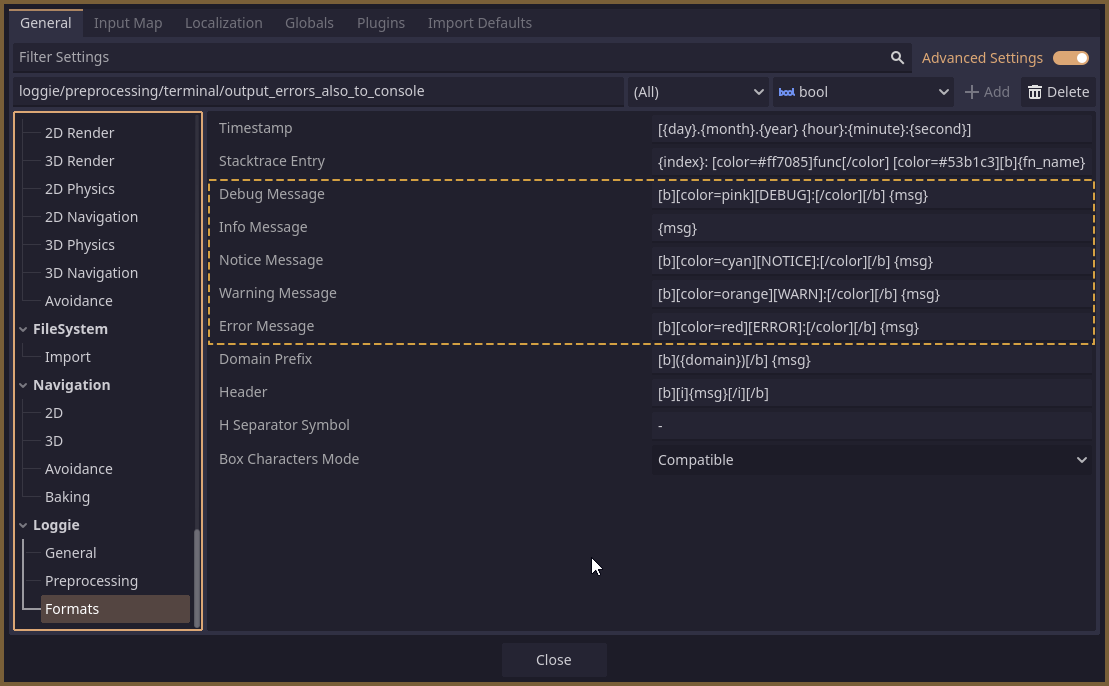 General Input Map Localization Globals Plugins Import Defaults
Filter Settings Advanced Settings
loggie/preprocessing/terminal/output_errors_also_to_console (All) bool bool Add Delete
2D Render
3D Render
2D Physics
2D Navigation
3D Physics
3D Navigation
Avoidance
FileSystem
Import
Navigation
2D
3D
Avoidance
Baking
Loggie
General
Preprocessing
Formats
Timestamp [{day}.{month}.{year} {hour}:{minute}:{second}]
Stacktrace Entry {index}: [color=#ff7085]func[/color] [color=#53b1c3][b]{fn_name}
Debug Message [b][color=pink][DEBUG]:[/color][/b] {msg}
Info Message {msg}
Notice Message [b][color=cyan][NOTICE]:[/color][/b] {msg}
Warning Message [b][color=orange][WARN]:[/color][/b] {msg}
Error Message [b][color=red][ERROR]:[/color][/b] {msg}
Domain Prefix [b]({domain})[/b] {msg}
Header [b][i]{msg}[/i][/b]
H Separator Symbol -
Box Characters Mode Compatible
Close